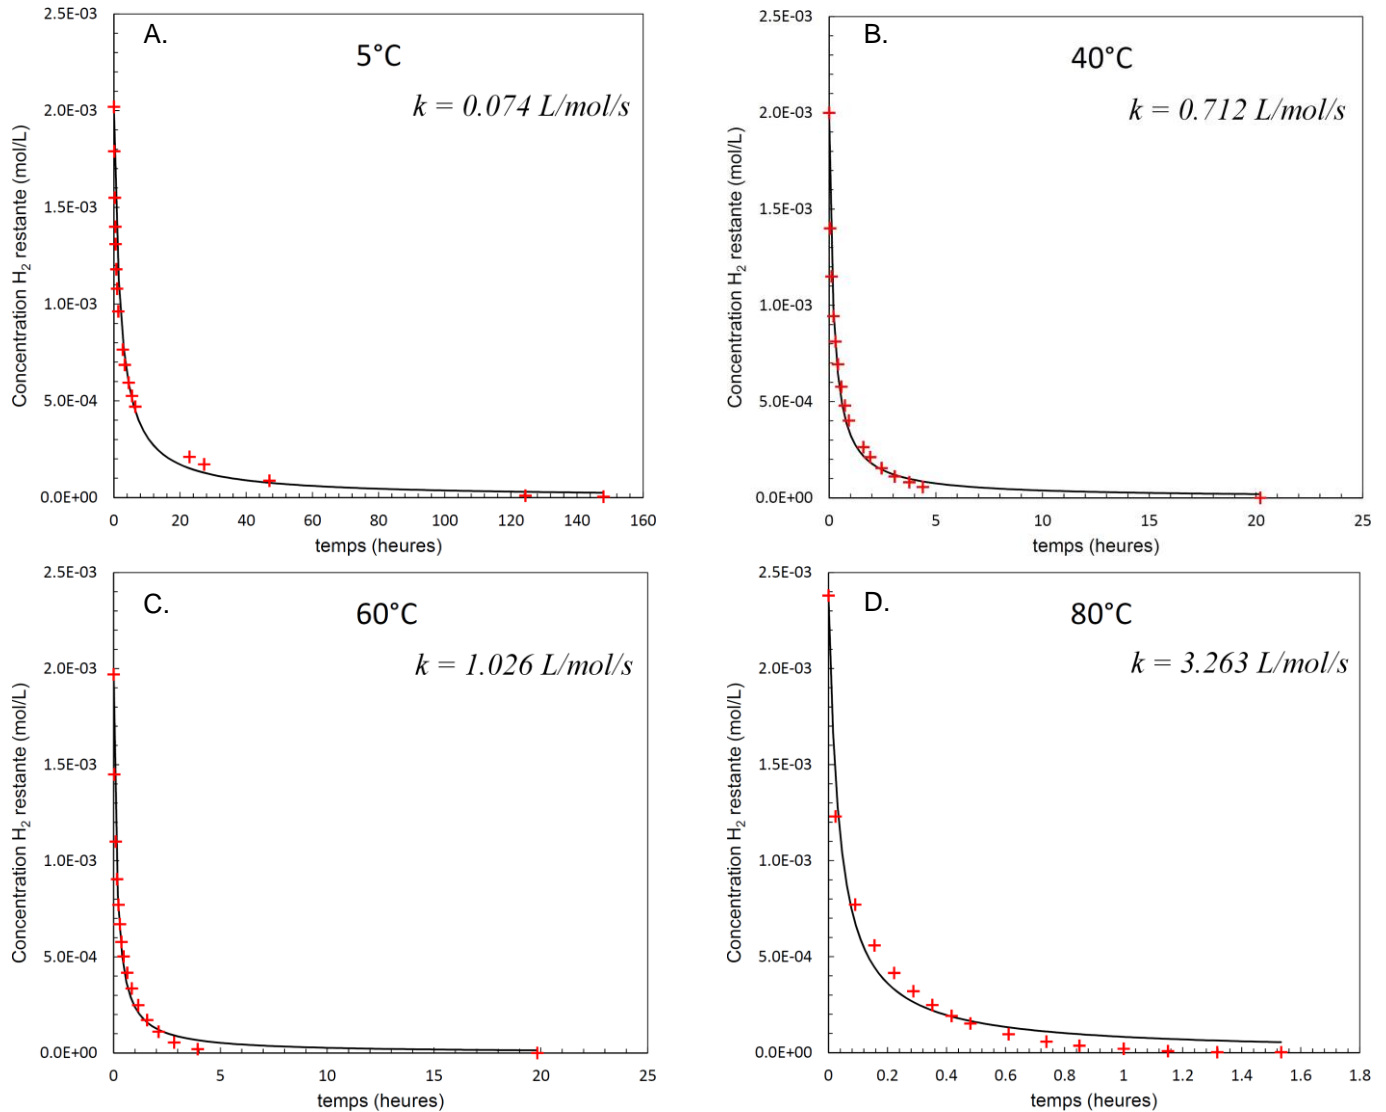 A.
5°C
k = 0.074 L/mol/s
Concentration H₂ restante (mol/L)
2.5E-03
2.0E-03
1.5E-03
1.0E-03
5.0E-04
0.0E+00
0 20 40 60 80 100 120 140 160
temps (heures)
B.
40°C
k = 0.712 L/mol/s
Concentration H₂ restante (mol/L)
2.5E-03
2.0E-03
1.5E-03
1.0E-03
5.0E-04
0.0E+00
0 5 10 15 20 25
temps (heures)
C.
60°C
k = 1.026 L/mol/s
Concentration H₂ restante (mol/L)
2.5E-03
2.0E-03
1.5E-03
1.0E-03
5.0E-04
0.0E+00
0 5 10 15 20 25
temps (heures)
D.
80°C
k = 3.263 L/mol/s
Concentration H₂ restante (mol/L)
2.5E-03
2.0E-03
1.5E-03
1.0E-03
5.0E-04
0.0E+00
0 0.2 0.4 0.6 0.8 1 1.2 1.4 1.6 1.8
temps (heures)